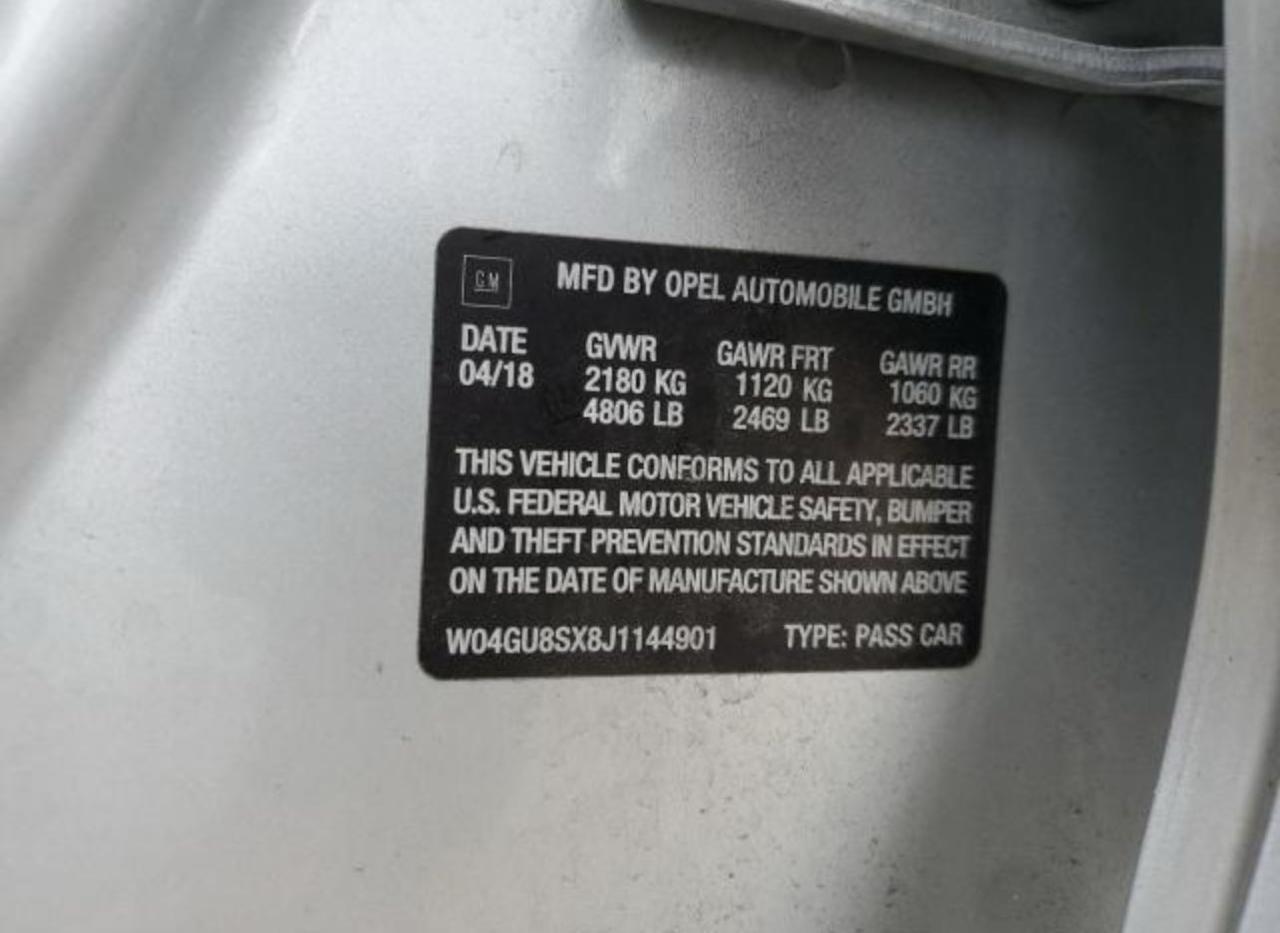 GM MFD BY OPEL AUTOMOBILE GMBH
DATE GVWR GAWR FRT GAWR RR
04/18 2180 KG 1120 KG 1060 KG
4806 LB 2469 LB 2337 LB
THIS VEHICLE CONFORMS TO ALL APPLICABLE
U.S. FEDERAL MOTOR VEHICLE SAFETY, BUMPER
AND THEFT PREVENTION STANDARDS IN EFFECT
ON THE DATE OF MANUFACTURE SHOWN ABOVE
W04GU8SX8J1144901 TYPE: PASS CAR